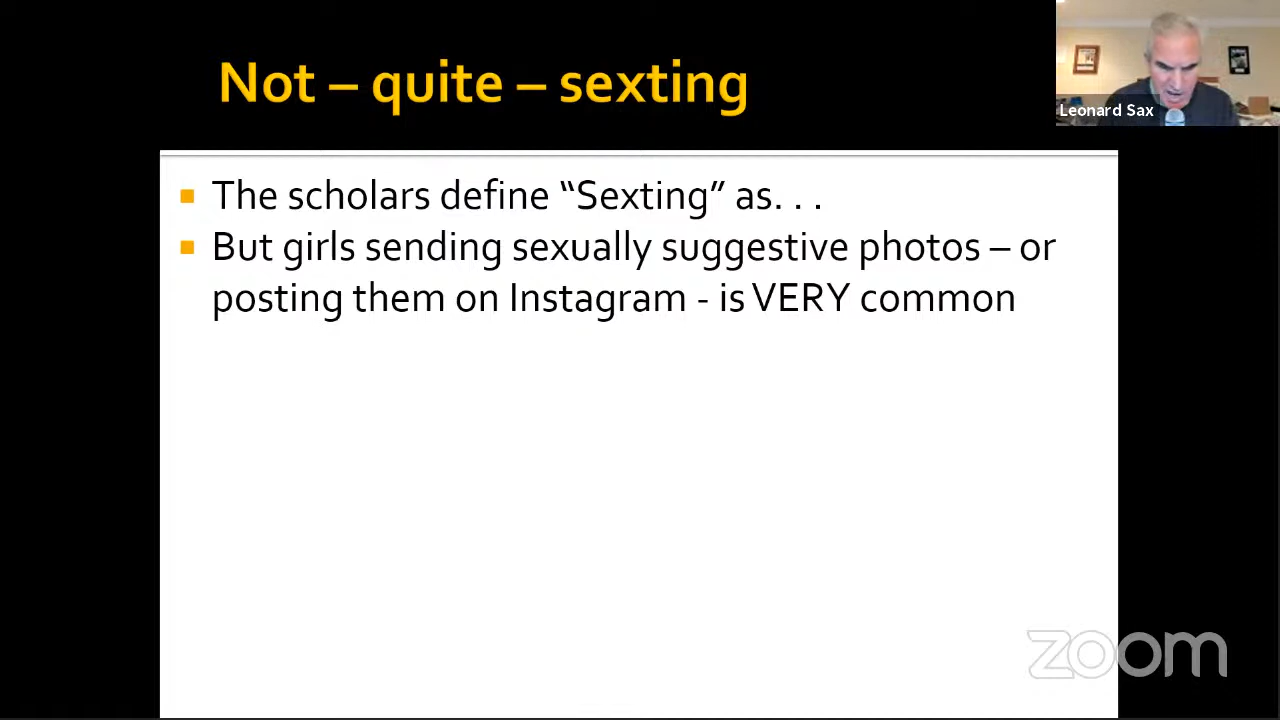 Not – quite – sexting
Leonard Sax
▪ The scholars define “Sexting” as. . .
▪ But girls sending sexually suggestive photos – or
posting them on Instagram - is VERY common
zoom